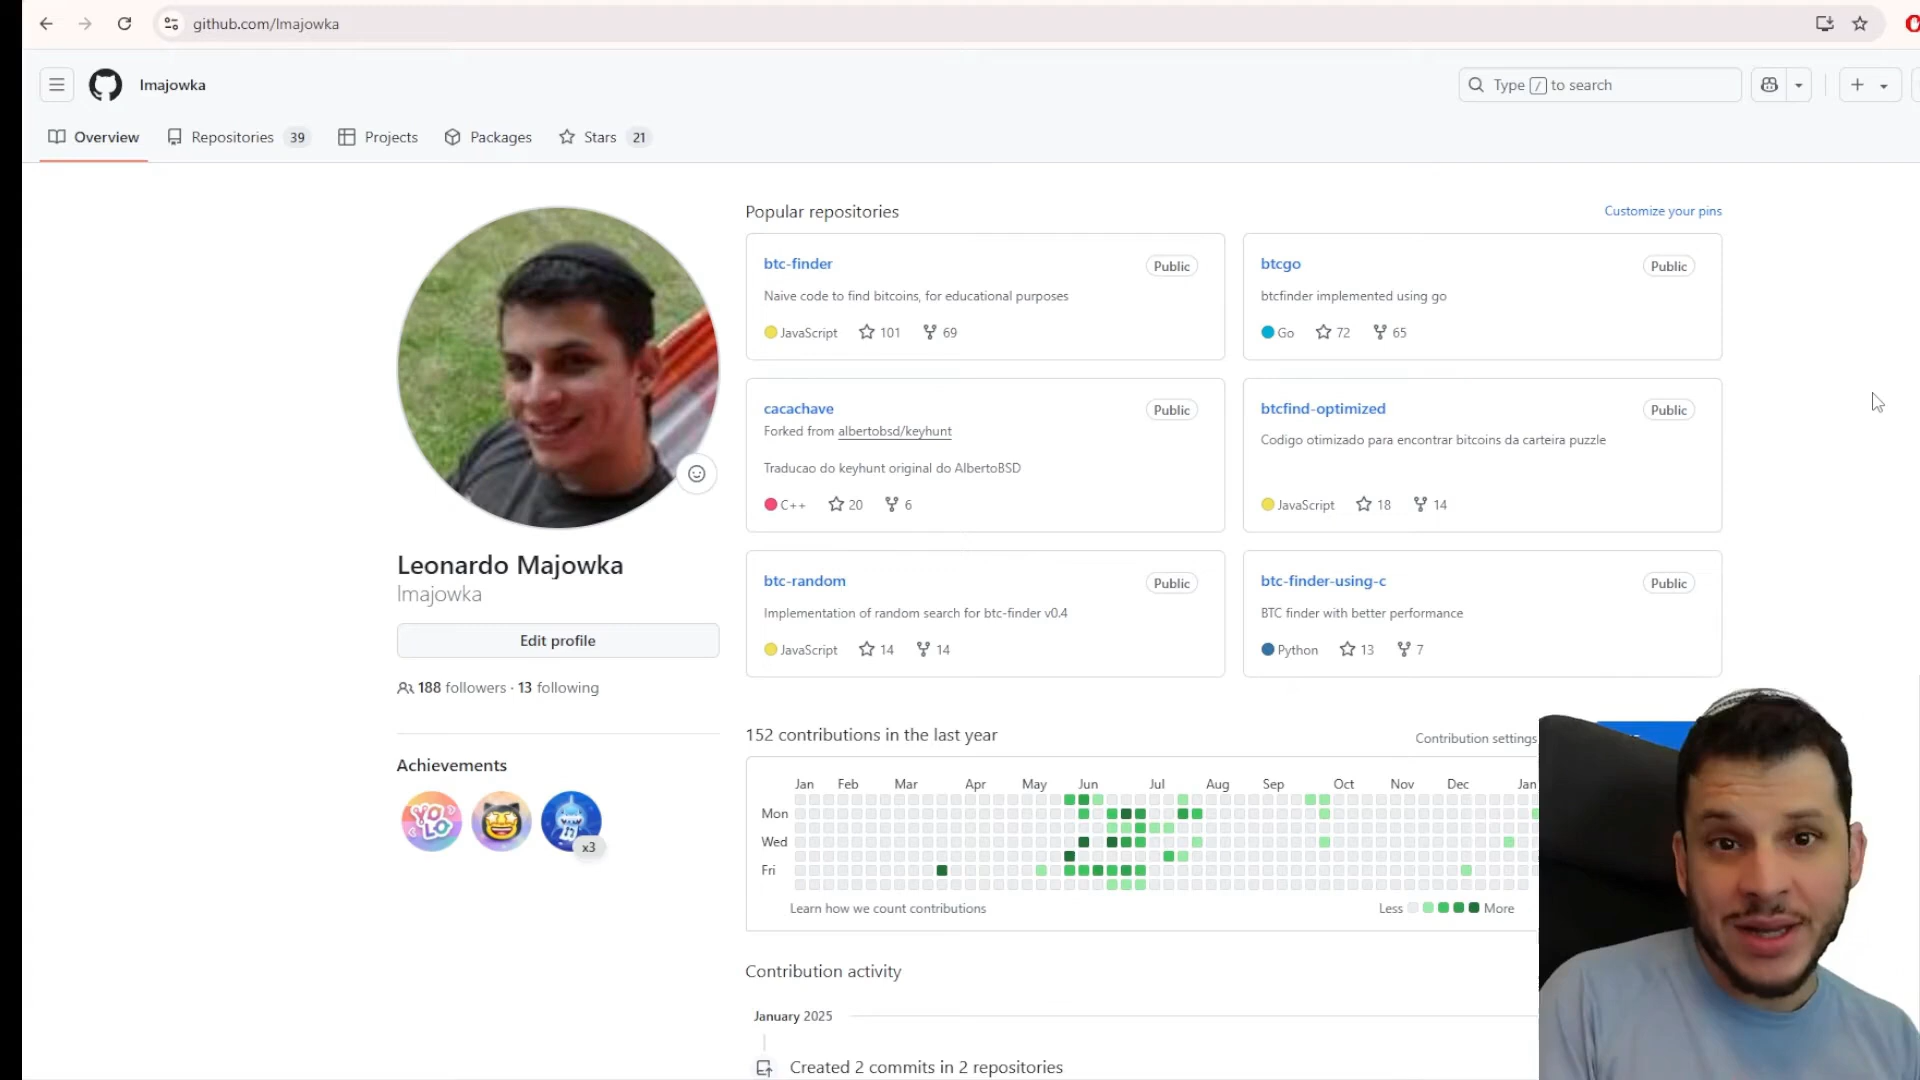 github.com/lmajowka
lmajowka
Type / to search
Overview
Repositories 39
Projects
Packages
Stars 21
Popular repositories
Customize your pins
btc-finder
Public
Naive code to find bitcoins, for educational purposes
JavaScript 101 69
btcgo
Public
btcfinder implemented using go
Go 72 65
cacachave
Public
Forked from albertobsd/keyhunt
Traducao do keyhunt original do AlbertoBSD
C++ 20 6
btcfind-optimized
Public
Codigo otimizado para encontrar bitcoins da carteira puzzle
JavaScript 18 14
btc-random
Public
Implementation of random search for btc-finder v0.4
JavaScript 14 14
btc-finder-using-c
Public
BTC finder with better performance
Python 13 7
Leonardo Majowka
lmajowka
Edit profile
188 followers · 13 following
Achievements
YOLO
x3
152 contributions in the last year
Contribution settings
Jan Feb Mar Apr May Jun Jul Aug Sep Oct Nov Dec Jan
Mon
Wed
Fri
Learn how we count contributions
Less More
Contribution activity
January 2025
Created 2 commits in 2 repositories